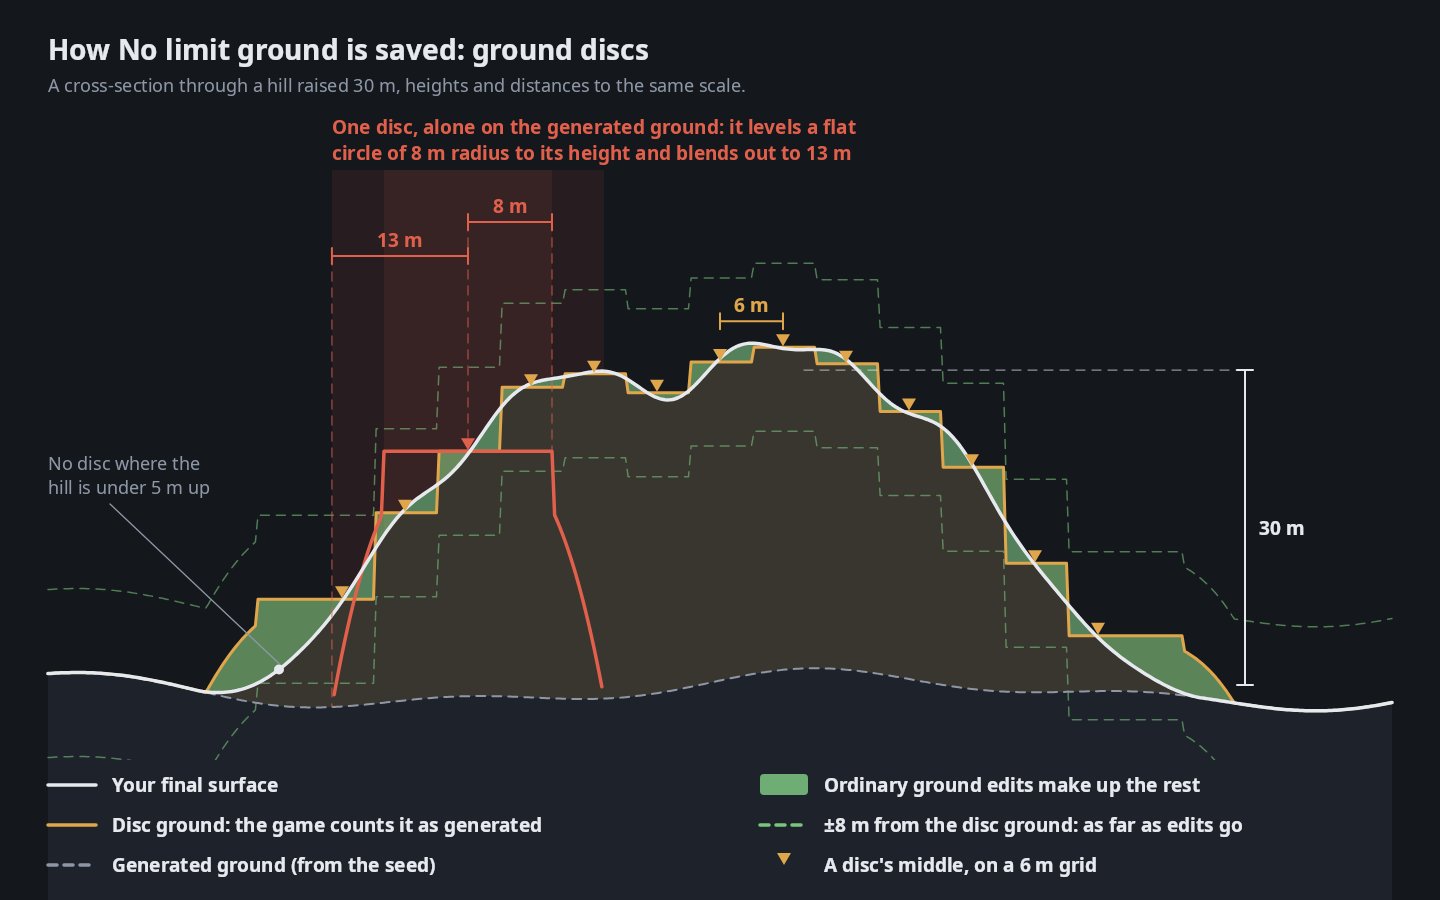 How No limit ground is saved: ground discs
A cross-section through a hill raised 30 m, heights and distances to the same scale.
One disc, alone on the generated ground: it levels a flat
circle of 8 m radius to its height and blends out to 13 m
8 m
13 m
6 m
No disc where the
hill is under 5 m up
30 m
Your final surface
Disc ground: the game counts it as generated
Generated ground (from the seed)
Ordinary ground edits make up the rest
±8 m from the disc ground: as far as edits go
A disc's middle, on a 6 m grid